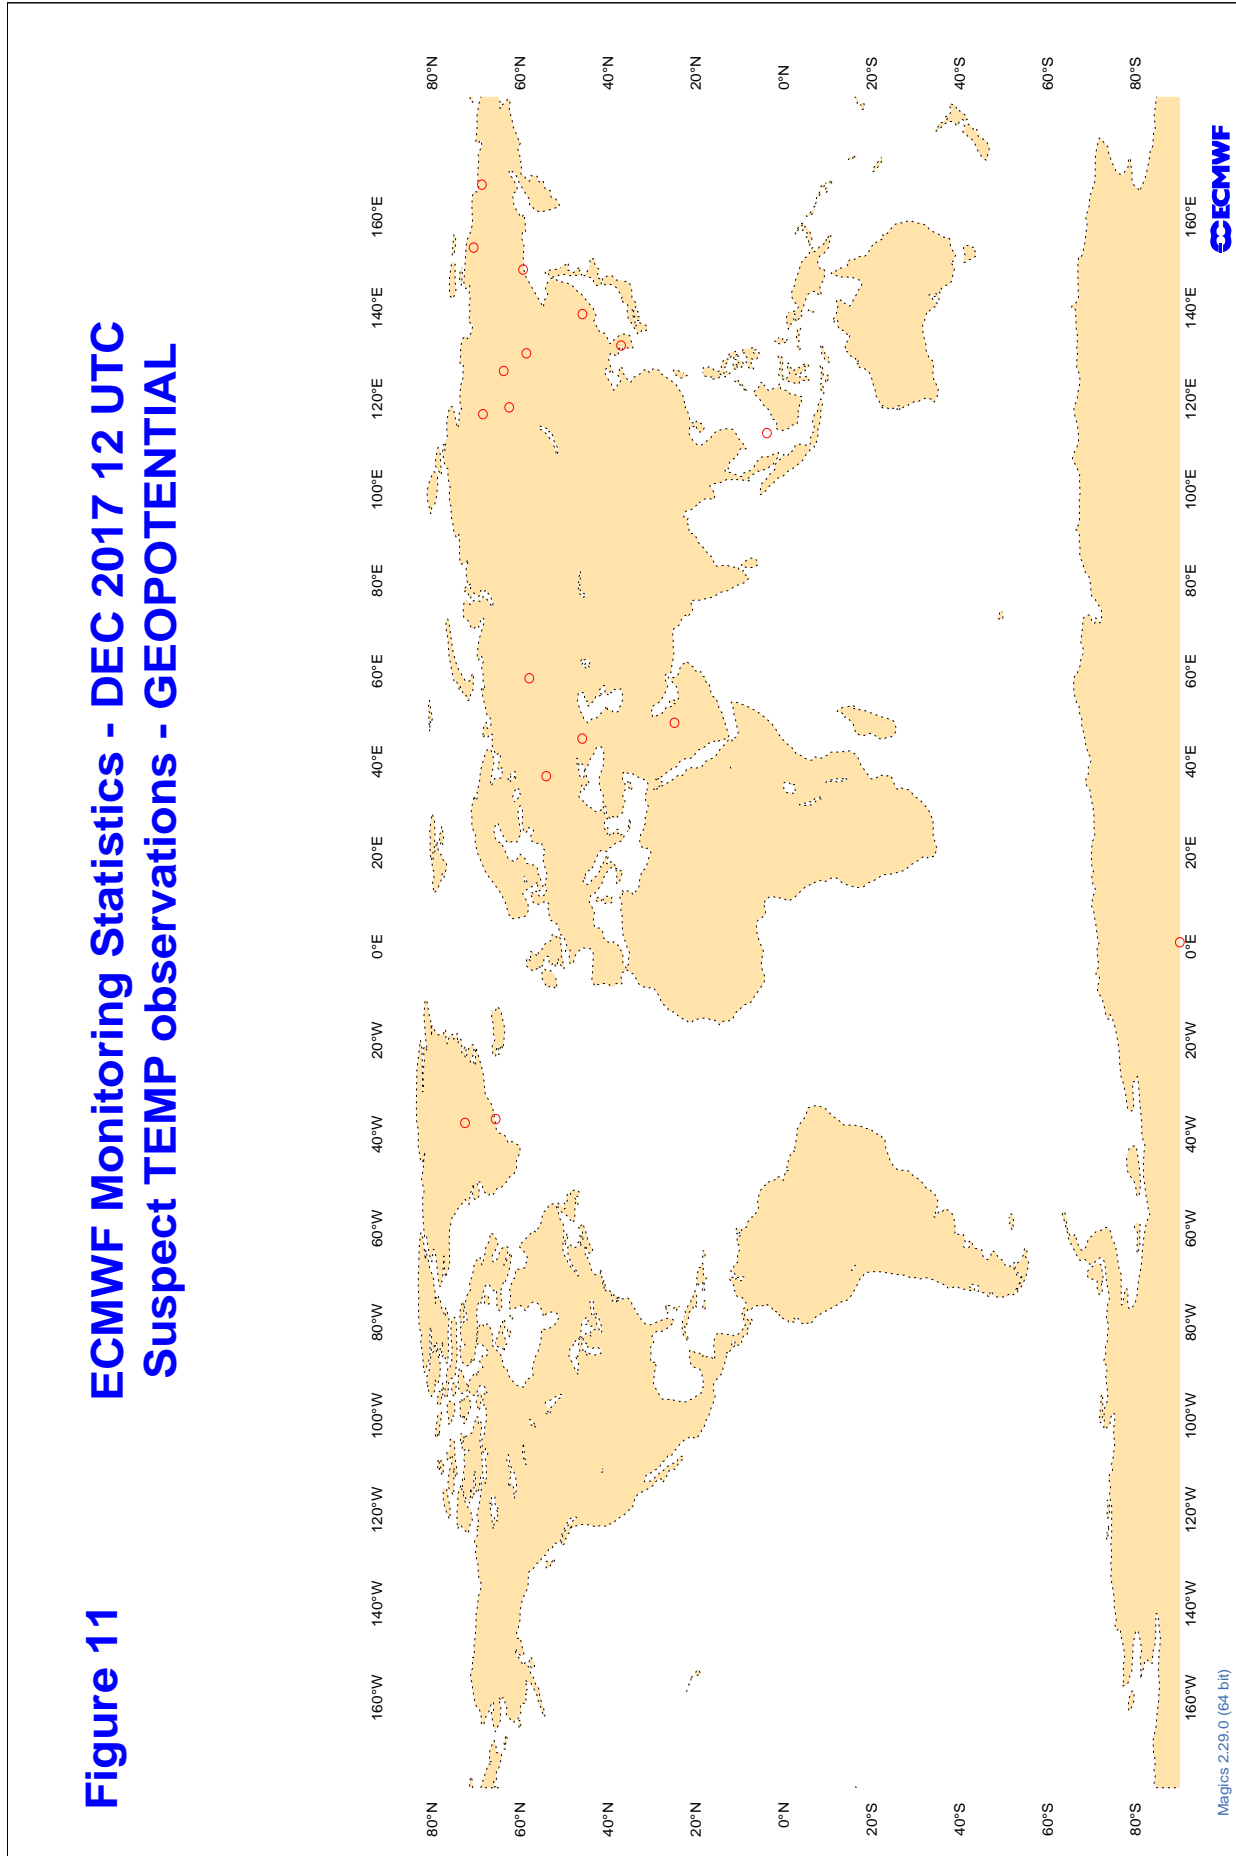 Figure 11
ECMWF Monitoring Statistics - DEC 2017 12 UTC
Suspect TEMP observations - GEOPOTENTIAL
160°W 140°W 120°W 100°W 80°W 60°W 40°W 20°W 0°E 20°E 40°E 60°E 80°E 100°E 120°E 140°E 160°E
80°N 80°N
60°N 60°N
40°N 40°N
20°N 20°N
0°N 0°N
20°S 20°S
40°S 40°S
60°S 60°S
80°S 80°S
160°W 140°W 120°W 100°W 80°W 60°W 40°W 20°W 0°E 20°E 40°E 60°E 80°E 100°E 120°E 140°E 160°E
Magics 2.29.0 (64 bit)
ECMWF